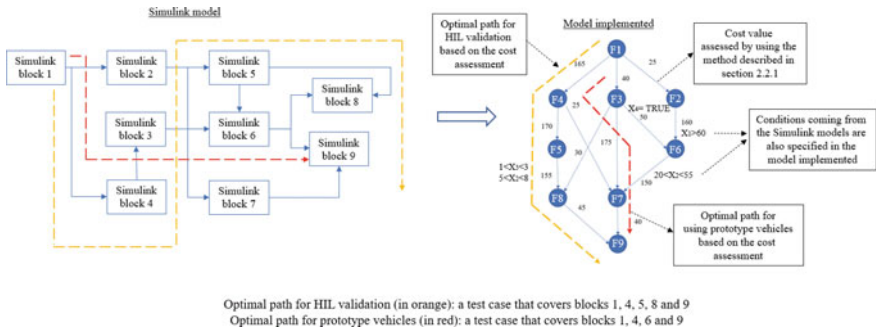 Simulink model
Simulink
block 1
Simulink
block 2
Simulink
block 5
Simulink
block 8
Simulink
block 3
Simulink
block 6
Simulink
block 9
Simulink
block 4
Simulink
block 7
Optimal path for
HIL validation
based on the cost
assessment
Model implemented
Cost value
assessed by using
the method
described in
section 2.2.1
Conditions coming
from the Simulink
models are
also specified in the
model implemented
Optimal path for
using prototype vehicles
based on the cost
assessment
F1
165
40
25
F4
F3
F2
25
X₄= TRUE
50
160
X₁>60
170
F5
30
175
F6
1<X₃<3
5<X₂<8
155
150
20<X₂<55
F8
F7
45
40
F9
Optimal path for HIL validation (in orange): a test case that covers blocks 1, 4, 5, 8 and 9
Optimal path for prototype vehicles (in red): a test case that covers blocks 1, 4, 6 and 9